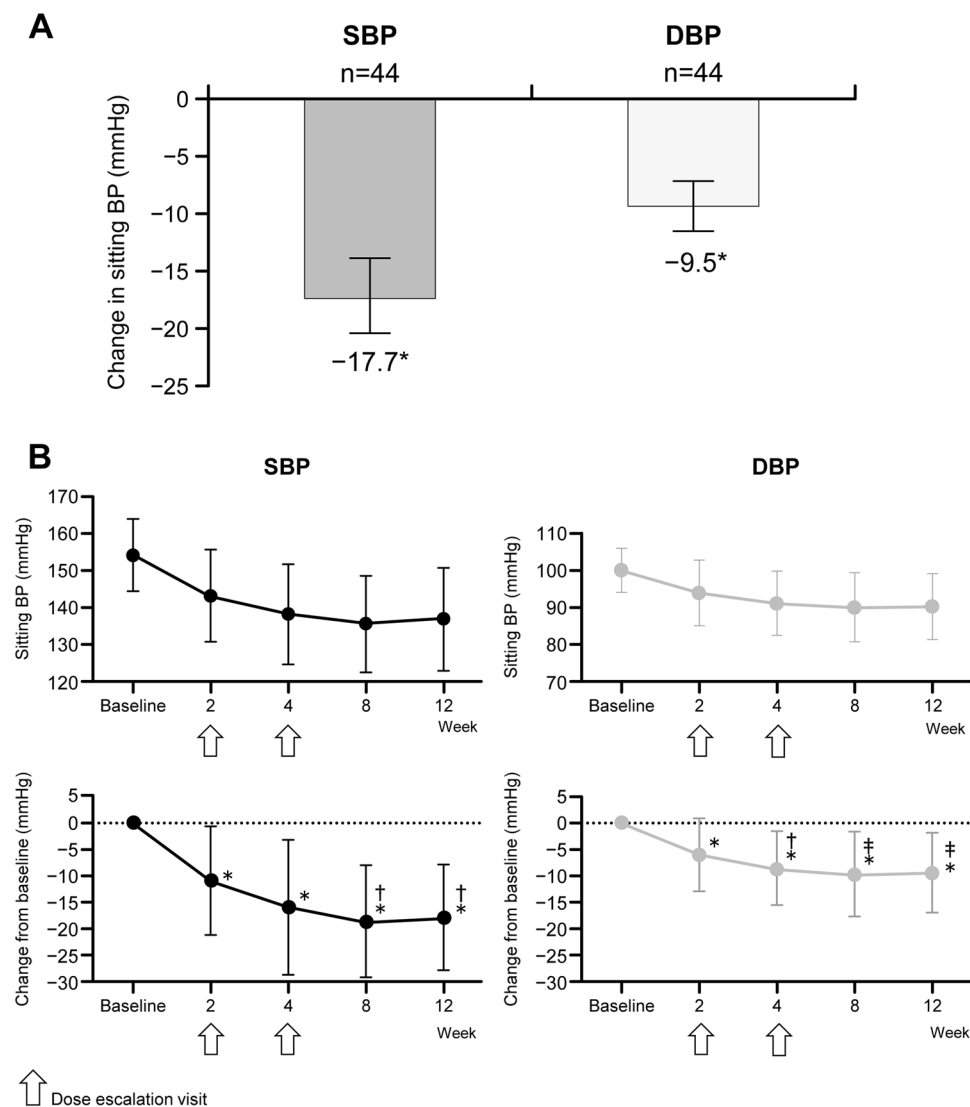 A
SBP
DBP
n=44
n=44
Change in sitting BP (mmHg)
0
−5
−10
−15
−20
−25
−17.7*
−9.5*
B
SBP
DBP
Sitting BP (mmHg)
170
160
150
140
130
120
Baseline 2 4 8 12
Week
Sitting BP (mmHg)
110
100
90
80
70
Baseline 2 4 8 12
Week
Change from baseline (mmHg)
5
0
−5
−10
−15
−20
−25
−30
* * †* †*
Baseline 2 4 8 12
Week
Change from baseline (mmHg)
5
0
−5
−10
−15
−20
−25
−30
* †* ‡* ‡*
Baseline 2 4 8 12
Week
Dose escalation visit